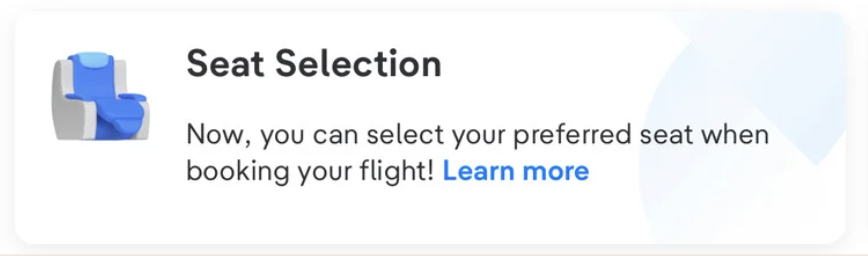 Seat Selection
Now, you can select your preferred seat when
booking your flight! Learn more